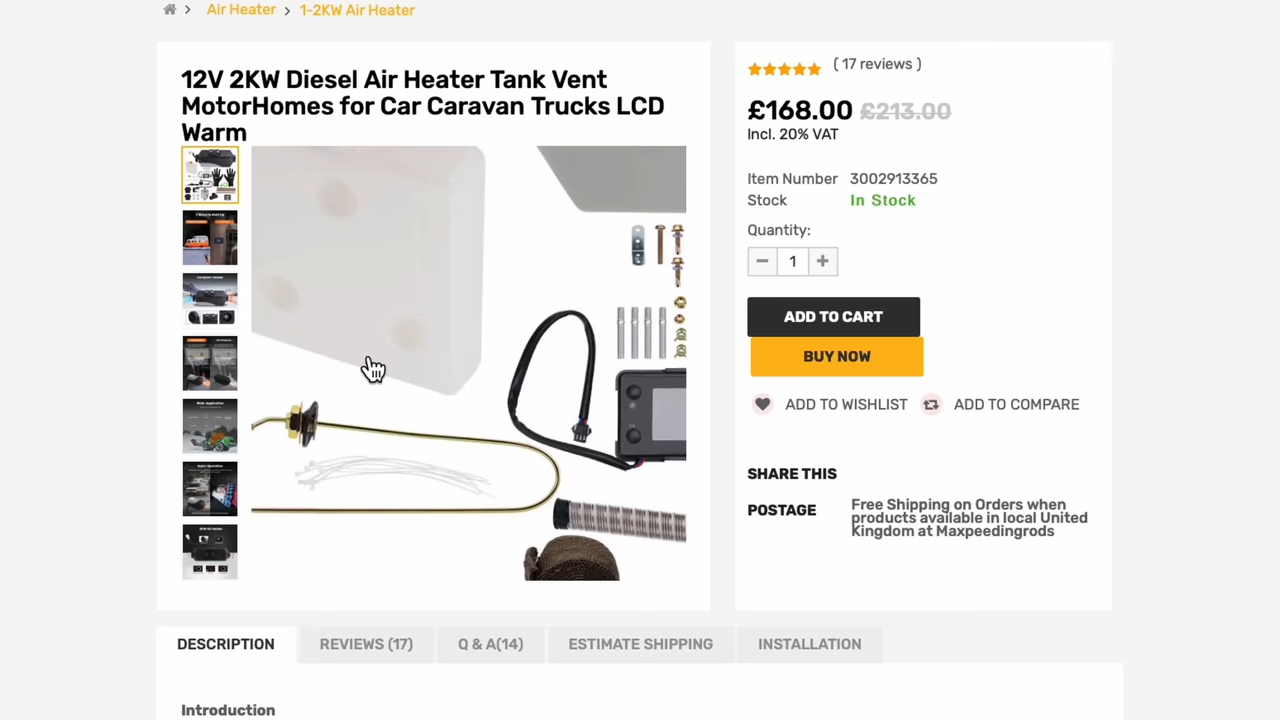 Air Heater > 1-2KW Air Heater
12V 2KW Diesel Air Heater Tank Vent
MotorHomes for Car Caravan Trucks LCD
Warm
( 17 reviews )
£168.00 £213.00
Incl. 20% VAT
Item Number 3002913365
Stock In Stock
Quantity:
− 1 +
ADD TO CART
BUY NOW
ADD TO WISHLIST ADD TO COMPARE
SHARE THIS
POSTAGE Free Shipping on Orders when
products available in local United
Kingdom at Maxpeedingrods
DESCRIPTION REVIEWS (17) Q & A(14) ESTIMATE SHIPPING INSTALLATION
Introduction